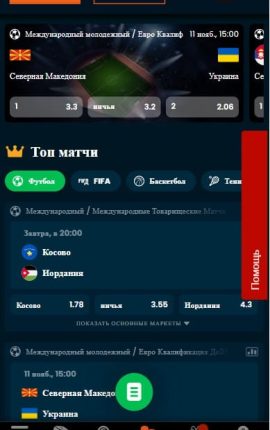 Международный молодежный / Евро Квалиф 11 нояб., 15:00
Северная Македония Украина
1 3.3 ничья 3.2 2 2.06
Топ матчи
Футбол FIFA Баскетбол
Международный / Международные Товарищеские Матчи
Завтра, в 20:00
Косово
Иордания
Косово 1.78 ничья 3.55 Иордания 4.3
ПОКАЗАТЬ ОСНОВНЫЕ МАРКЕТЫ
Международный молодежный / Евро Квалификация
11 нояб., 15:00
Северная
Украина
Помощь